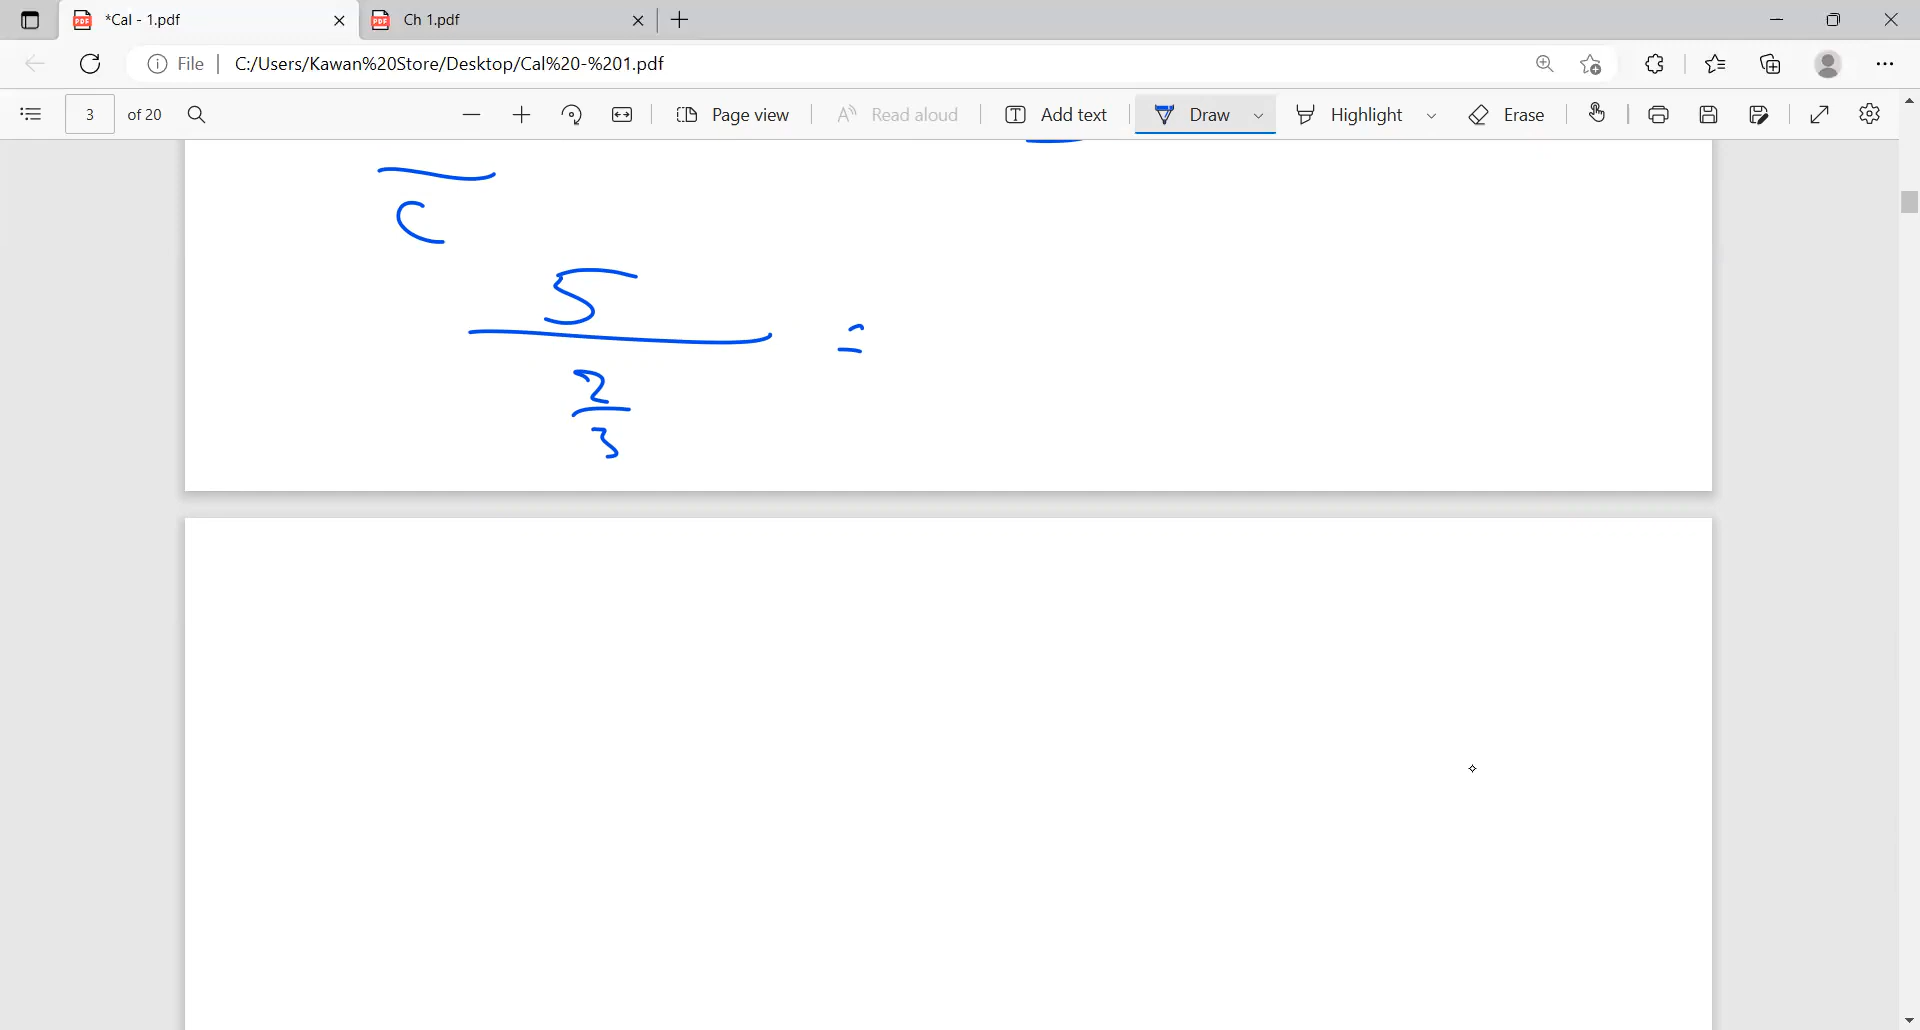 *Cal - 1.pdf
Ch 1.pdf
File
C:/Users/Kawan%20Store/Desktop/Cal%20-%201.pdf
3 of 20
Page view
Read aloud
Add text
Draw
Highlight
Erase
C
5
=
2
3